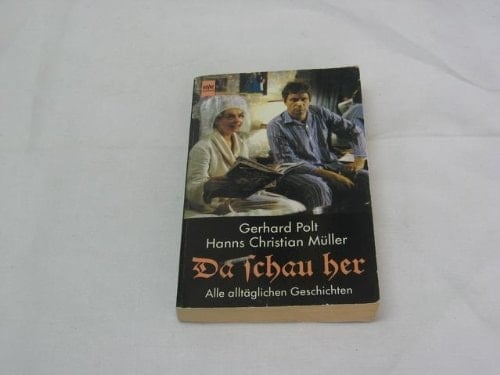 Gerhard Polt
Hanns Christian Müller
Da schau her
Alle alltäglichen Geschichten